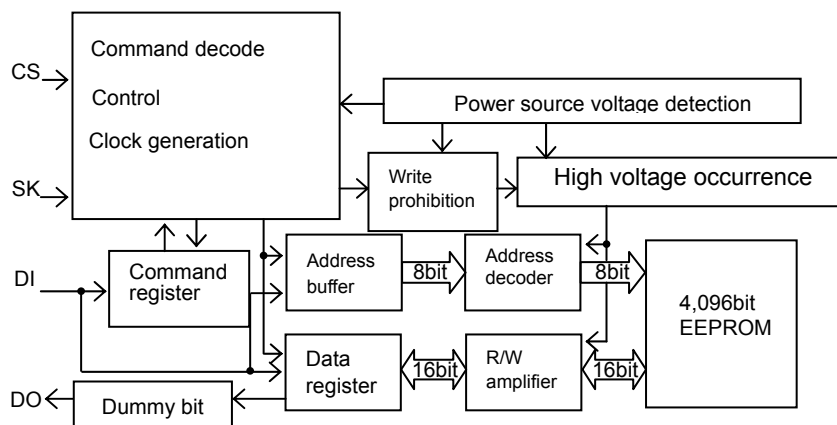 Command decode
CS
Control
Power source voltage detection
Clock generation
SK
Write
prohibition
High voltage occurrence
DI
Command
register
Address
buffer
8bit
Address
decoder
8bit
4,096bit
EEPROM
Data
register
16bit
R/W
amplifier
16bit
DO
Dummy bit